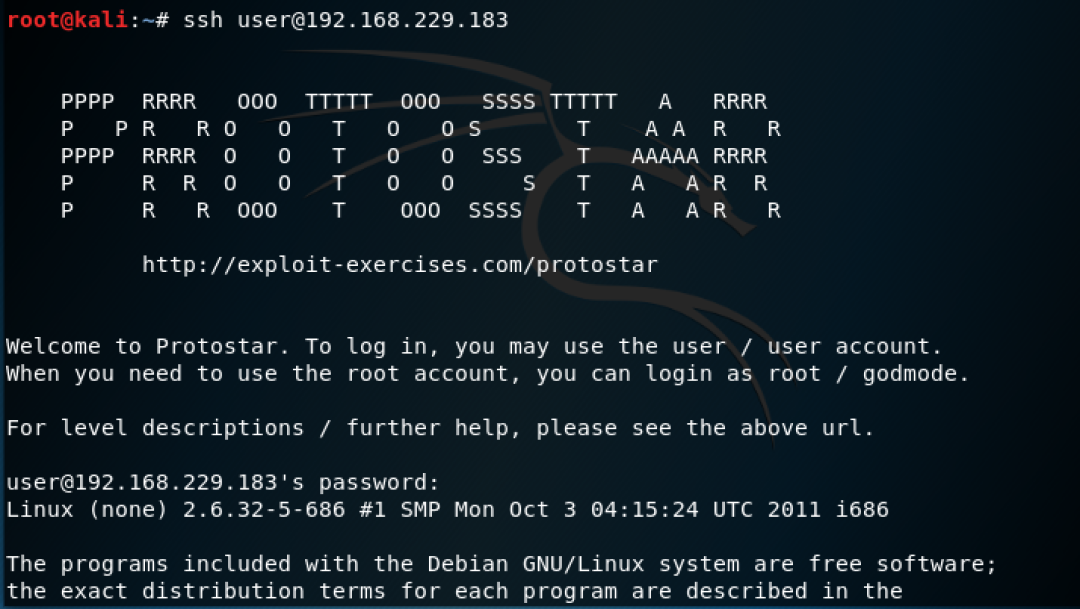 root@kali:~# ssh user@192.168.229.183
    PPPP  RRRR   OOO  TTTTT  OOO   SSSS TTTTT   A   RRRR
    P   P R   R O   O   T   O   O S       T    A A  R   R
    PPPP  RRRR  O   O   T   O   O  SSS    T   AAAAA RRRR
    P     R  R  O   O   T   O   O     S   T   A   A R  R
    P     R   R  OOO    T    OOO  SSSS    T   A   A R   R
          http://exploit-exercises.com/protostar
Welcome to Protostar. To log in, you may use the user / user account.
When you need to use the root account, you can login as root / godmode.
For level descriptions / further help, please see the above url.
user@192.168.229.183's password:
Linux (none) 2.6.32-5-686 #1 SMP Mon Oct 3 04:15:24 UTC 2011 i686
The programs included with the Debian GNU/Linux system are free software;
the exact distribution terms for each program are described in the